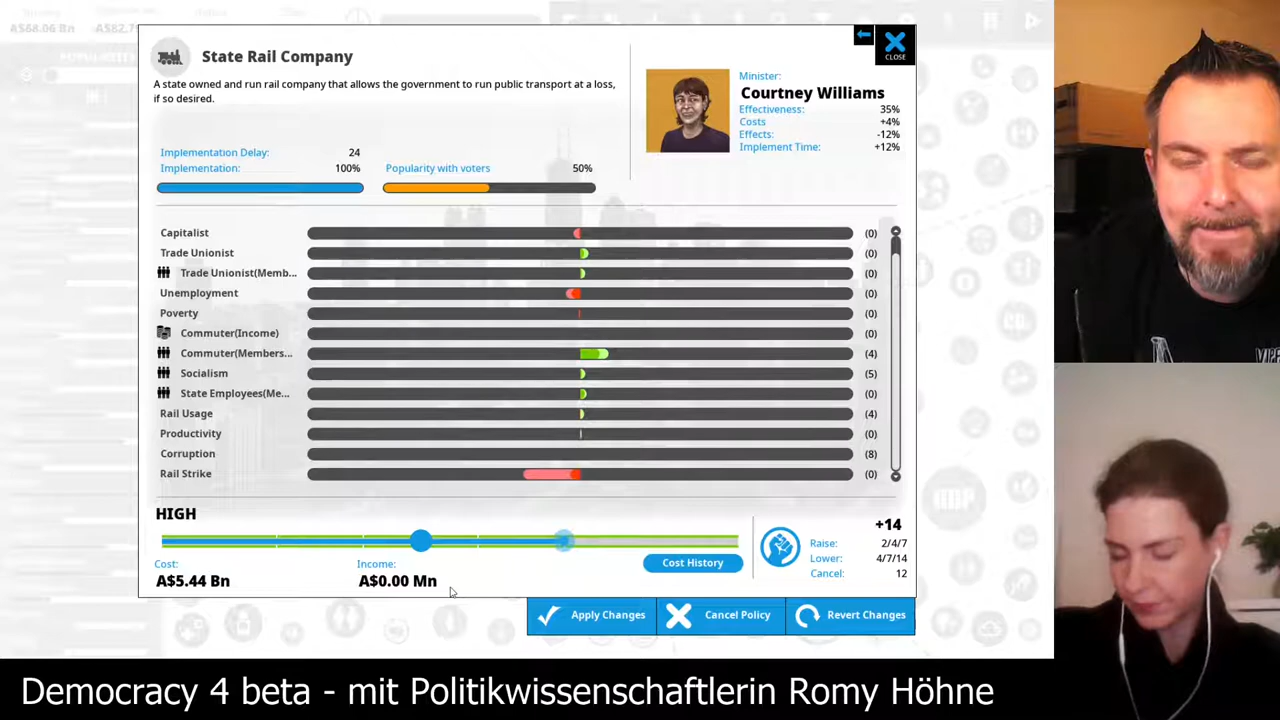 A$68.06 Bn
State Rail Company
A state owned and run rail company that allows the government to run public transport at a loss,
if so desired.
Implementation Delay: 24
Implementation: 100%
Popularity with voters 50%
CLOSE
Minister:
Courtney Williams
Effectiveness: 35%
Costs +4%
Effects: -12%
Implement Time: +12%
Capitalist (0)
Trade Unionist (0)
Trade Unionist(Memb... (0)
Unemployment (0)
Poverty (0)
Commuter(Income) (0)
Commuter(Members... (4)
Socialism (5)
State Employees(Me... (0)
Rail Usage (4)
Productivity (0)
Corruption (8)
Rail Strike (0)
HIGH
Cost: Income:
A$5.44 Bn A$0.00 Mn
Cost History
+14
Raise: 2/4/7
Lower: 4/7/14
Cancel: 12
Apply Changes Cancel Policy Revert Changes
Democracy 4 beta - mit Politikwissenschaftlerin Romy Höhne